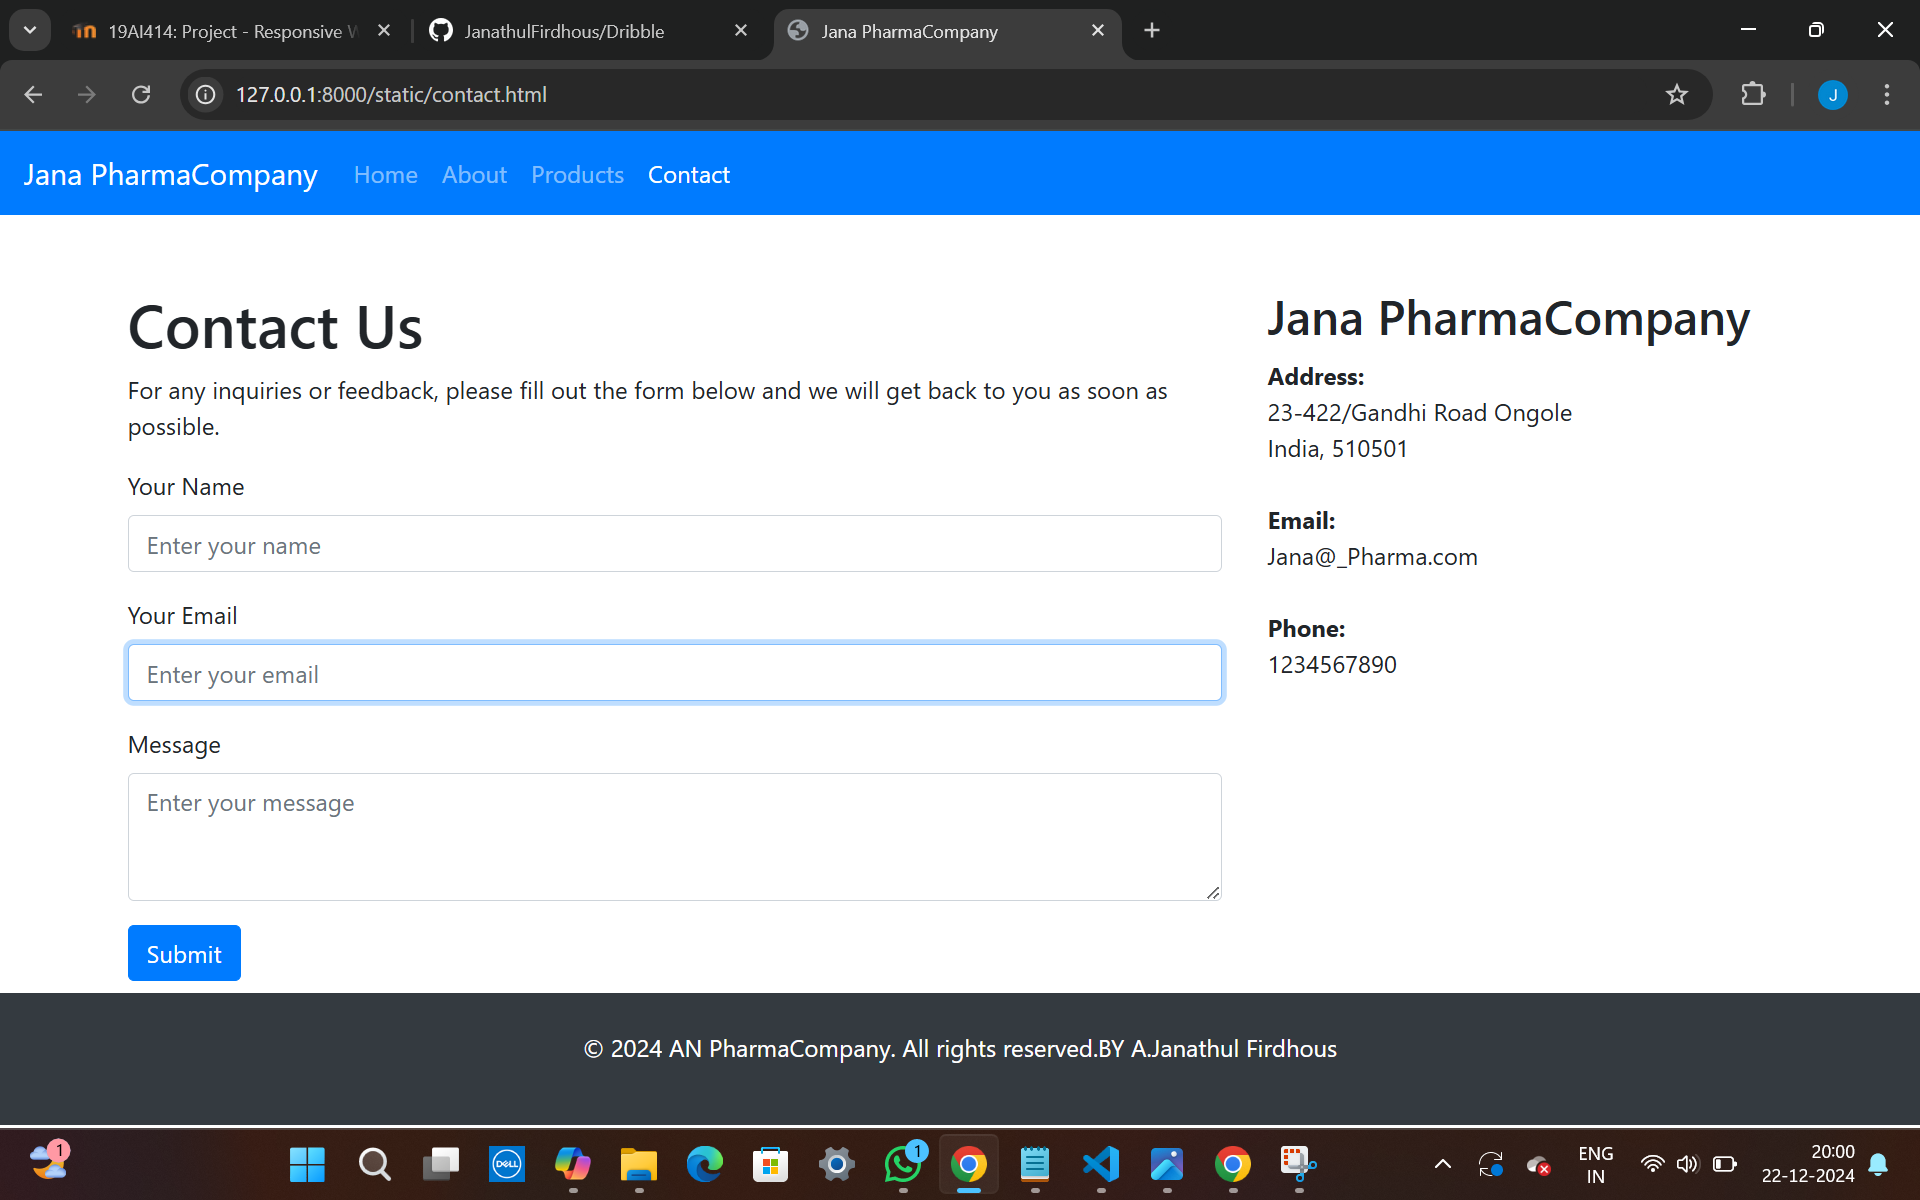 19AI414: Project - Responsive W
JanathulFirdhous/Dribble
Jana PharmaCompany
127.0.0.1:8000/static/contact.html
J
Jana PharmaCompany
Home
About
Products
Contact
Contact Us
For any inquiries or feedback, please fill out the form below and we will get back to you as soon as
possible.
Your Name
Enter your name
Your Email
Enter your email
Message
Enter your message
Submit
Jana PharmaCompany
Address:
23-422/Gandhi Road Ongole
India, 510501
Email:
Jana@_Pharma.com
Phone:
1234567890
© 2024 AN PharmaCompany. All rights reserved.BY A.Janathul Firdhous
1
DELL
1
ENG
IN
20:00
22-12-2024